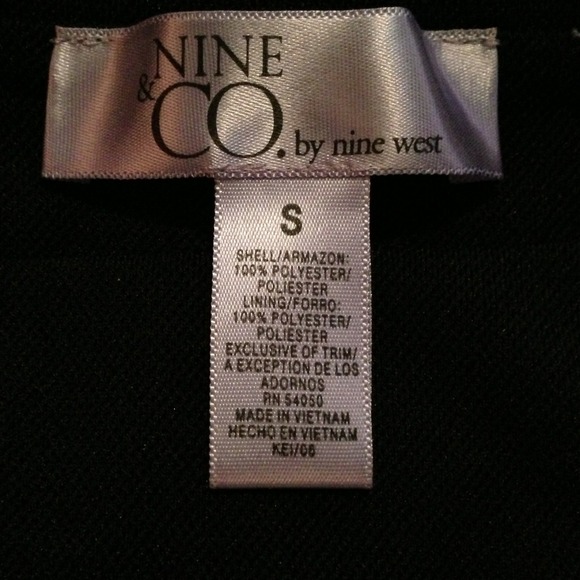 NINE
& CO. by nine west
S
SHELL/ARMAZON:
100% POLYESTER/
POLIESTER
LINING/FORRO:
100% POLYESTER/
POLIESTER
EXCLUSIVE OF TRIM/
A EXCEPTION DE LOS
ADORNOS
RN 54050
MADE IN VIETNAM
HECHO EN VIETNAM
KEI/06